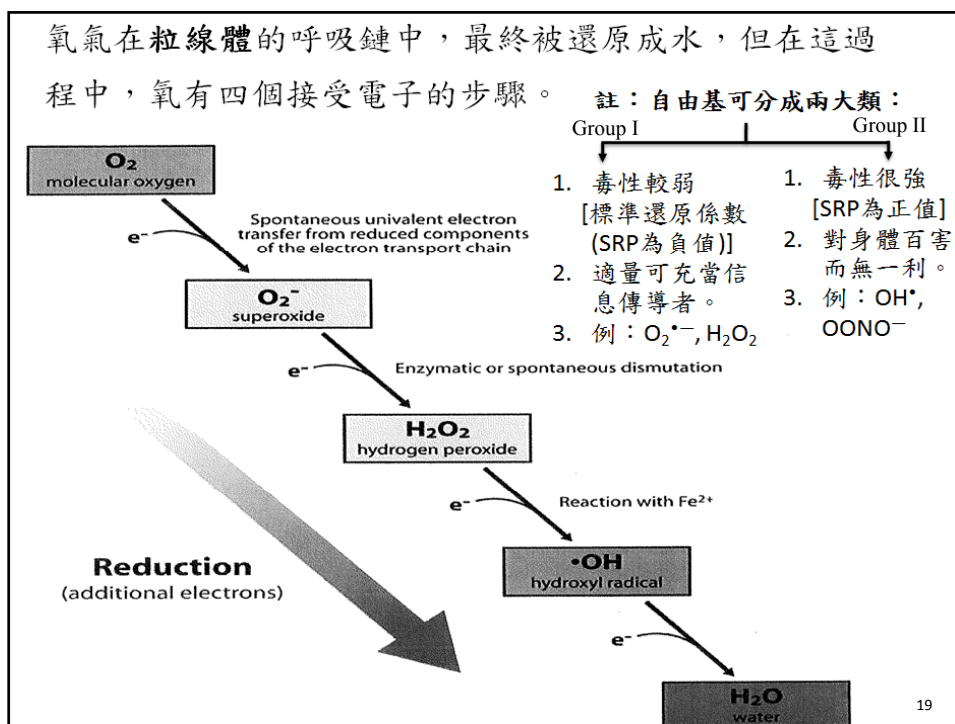 氧氣在粒線體的呼吸鏈中，最終被還原成水，但在這過
程中，氧有四個接受電子的步驟。
註：自由基可分成兩大類：
Group I
Group II
1. 毒性較弱
[標準還原係數
(SRP為負值)]
2. 適量可充當信
息傳導者。
3. 例：O₂•⁻, H₂O₂
1. 毒性很強
[SRP為正值]
2. 對身體百害
而無一利。
3. 例：OH•,
OONO⁻
O₂
molecular oxygen
e⁻
Spontaneous univalent electron
transfer from reduced components
of the electron transport chain
O₂⁻
superoxide
e⁻
Enzymatic or spontaneous dismutation
H₂O₂
hydrogen peroxide
e⁻
Reaction with Fe²⁺
•OH
hydroxyl radical
Reduction
(additional electrons)
e⁻
H₂O
water
19